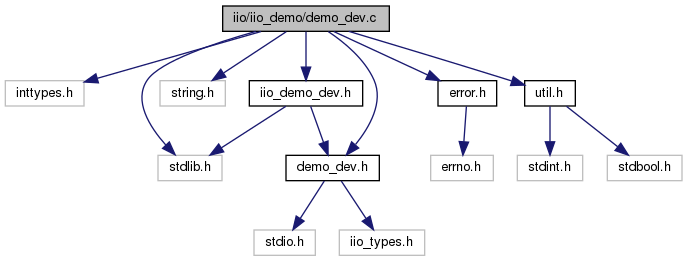 iio/iio_demo/demo_dev.c
inttypes.h
string.h
iio_demo_dev.h
error.h
util.h
stdlib.h
demo_dev.h
errno.h
stdint.h
stdbool.h
stdio.h
iio_types.h